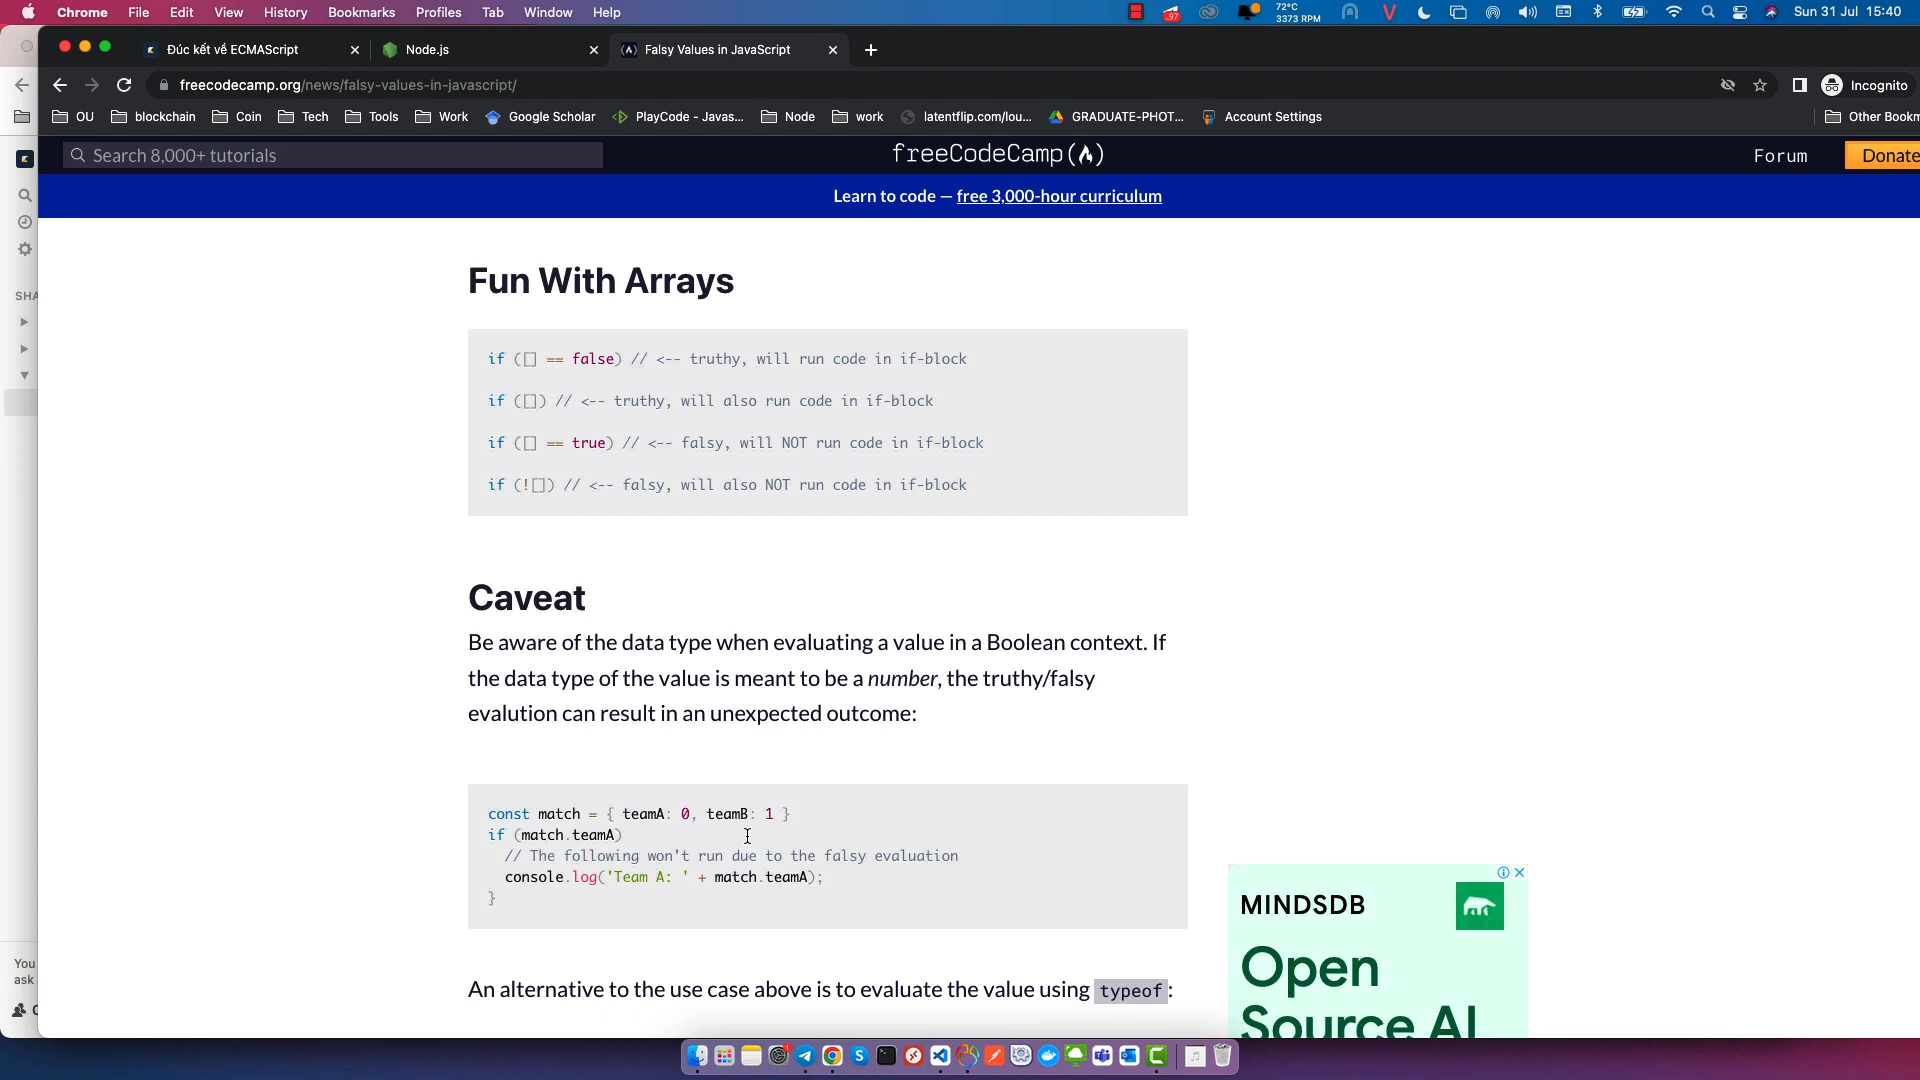 Chrome File Edit View History Bookmarks Profiles Tab Window Help
.97
72°C
3373 RPM
Sun 31 Jul 15:40
Đúc kết về ECMAScript
Node.js
Falsy Values in JavaScript
freecodecamp.org/news/falsy-values-in-javascript/
Incognito
OU blockchain Coin Tech Tools Work Google Scholar PlayCode - Javas... Node work latentflip.com/lou... GRADUATE-PHOT... Account Settings Other Bookm
Search 8,000+ tutorials
freeCodeCamp(🔥)
Forum
Donate
Learn to code — free 3,000-hour curriculum
SHA
Fun With Arrays
if ([] == false) // <-- truthy, will run code in if-block
if ([]) // <-- truthy, will also run code in if-block
if ([] == true) // <-- falsy, will NOT run code in if-block
if (![]) // <-- falsy, will also NOT run code in if-block
Caveat
Be aware of the data type when evaluating a value in a Boolean context. If
the data type of the value is meant to be a number, the truthy/falsy
evalution can result in an unexpected outcome:
const match = { teamA: 0, teamB: 1 }
if (match.teamA)
// The following won't run due to the falsy evaluation
console.log('Team A: ' + match.teamA);
}
An alternative to the use case above is to evaluate the value using typeof:
MINDSDB
Open
Source AI
You
ask